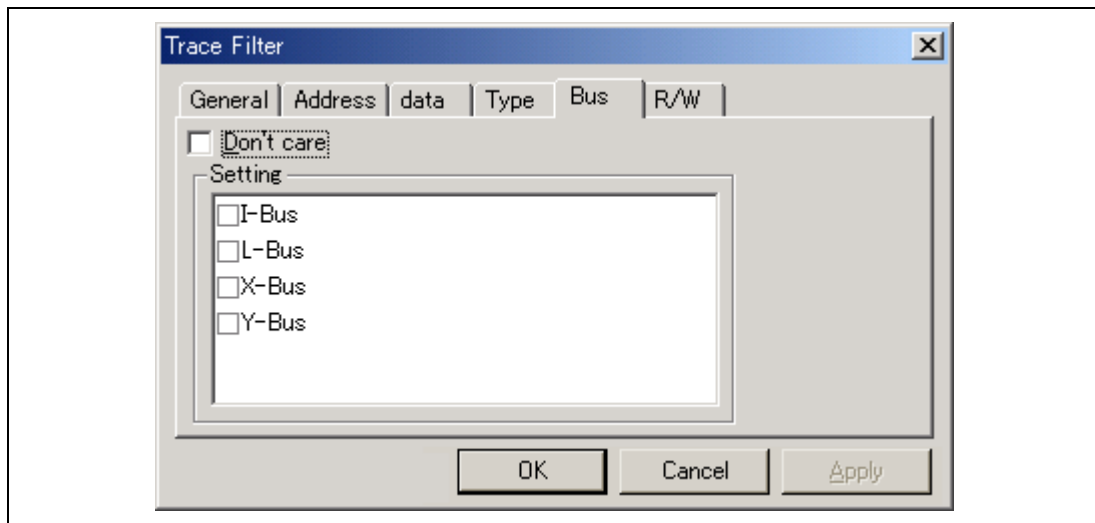 Trace Filter
General Address data Type Bus R/W
Don't care
Setting
I-Bus
L-Bus
X-Bus
Y-Bus
OK Cancel Apply